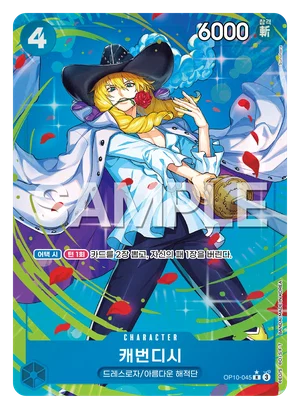 4
6000
참격
斬
SAMPLE
어택 시 턴 1회 카드를 2장 뽑고, 자신의 패 1장을 버린다.
CHARACTER
캐번디시
드레스로자/아름다운 해적단
OP10-045 R
3